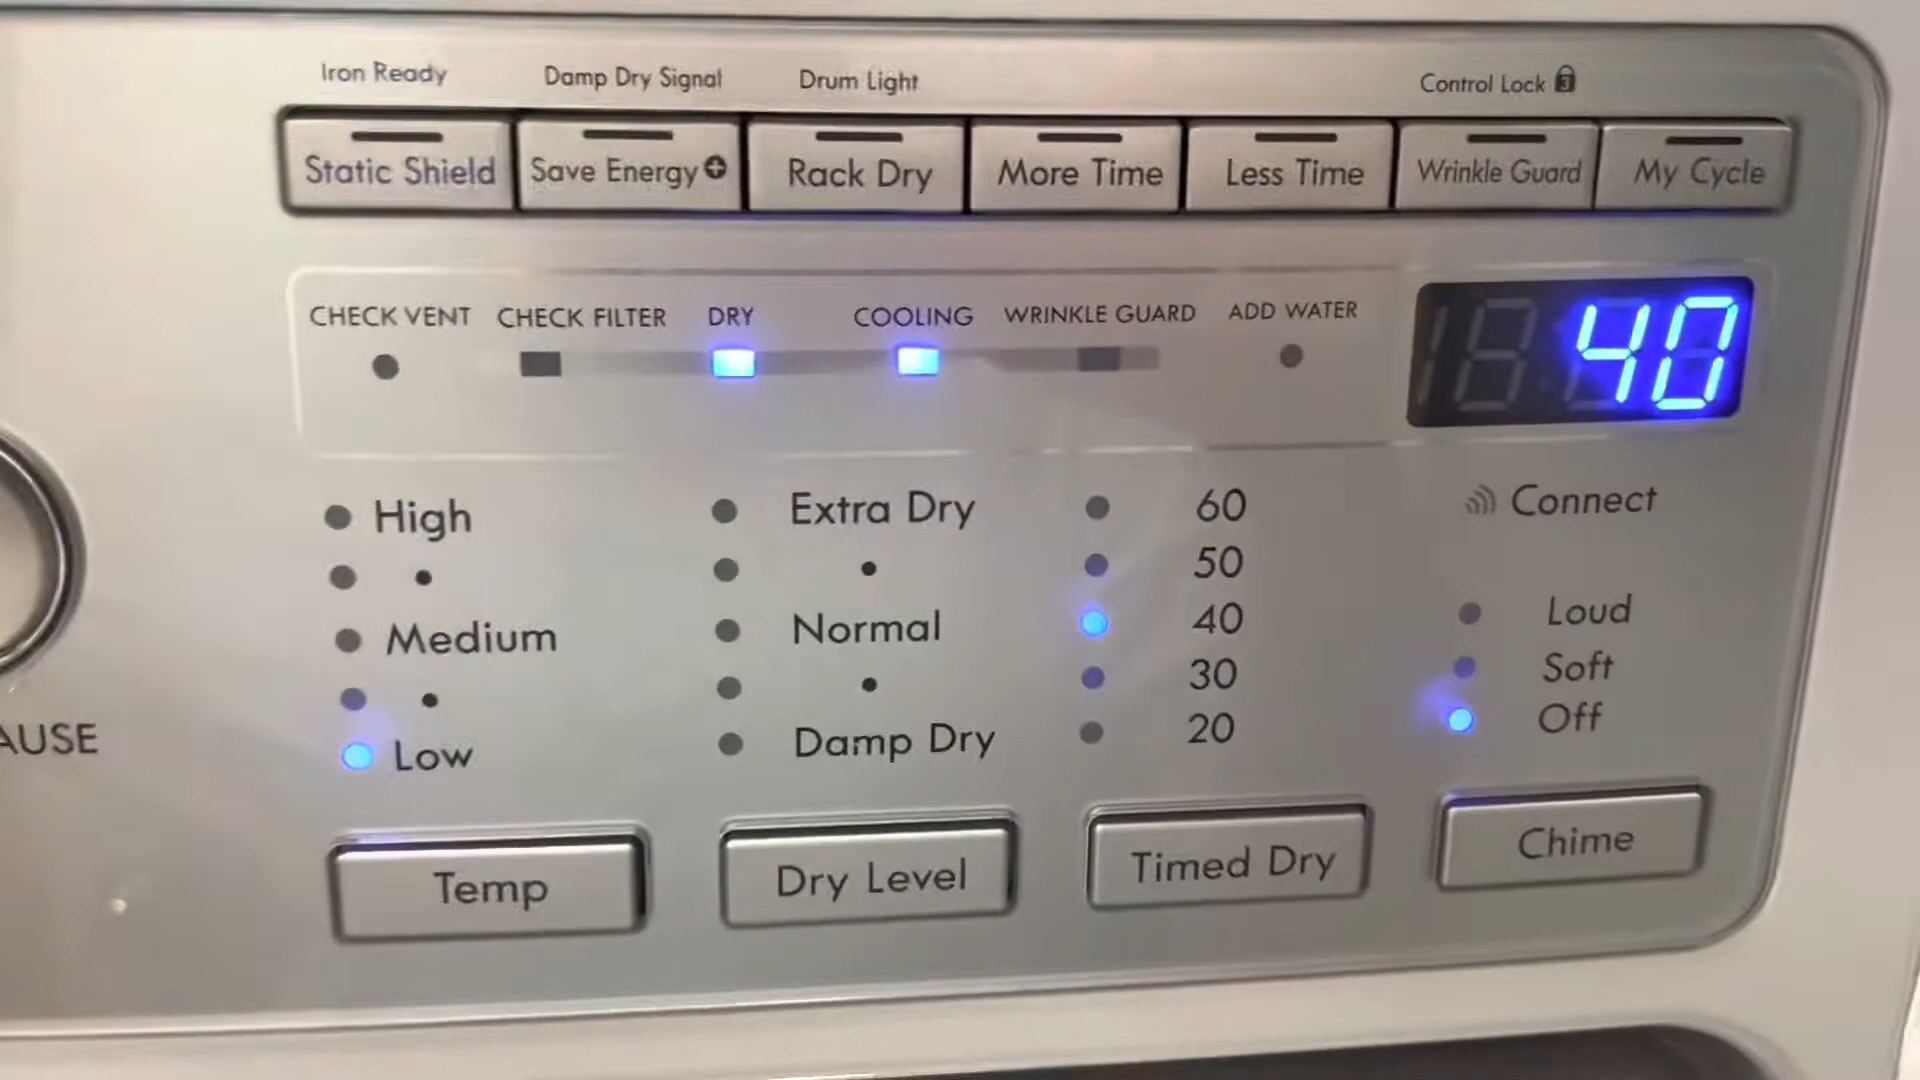 Iron Ready Damp Dry Signal Drum Light Control Lock
Static Shield Save Energy Rack Dry More Time Less Time Wrinkle Guard My Cycle
CHECK VENT CHECK FILTER DRY COOLING WRINKLE GUARD ADD WATER
40
High Extra Dry 60 Connect
50
Medium Normal 40 Loud
30 Soft
Low Damp Dry 20 Off
AUSE
Temp Dry Level Timed Dry Chime